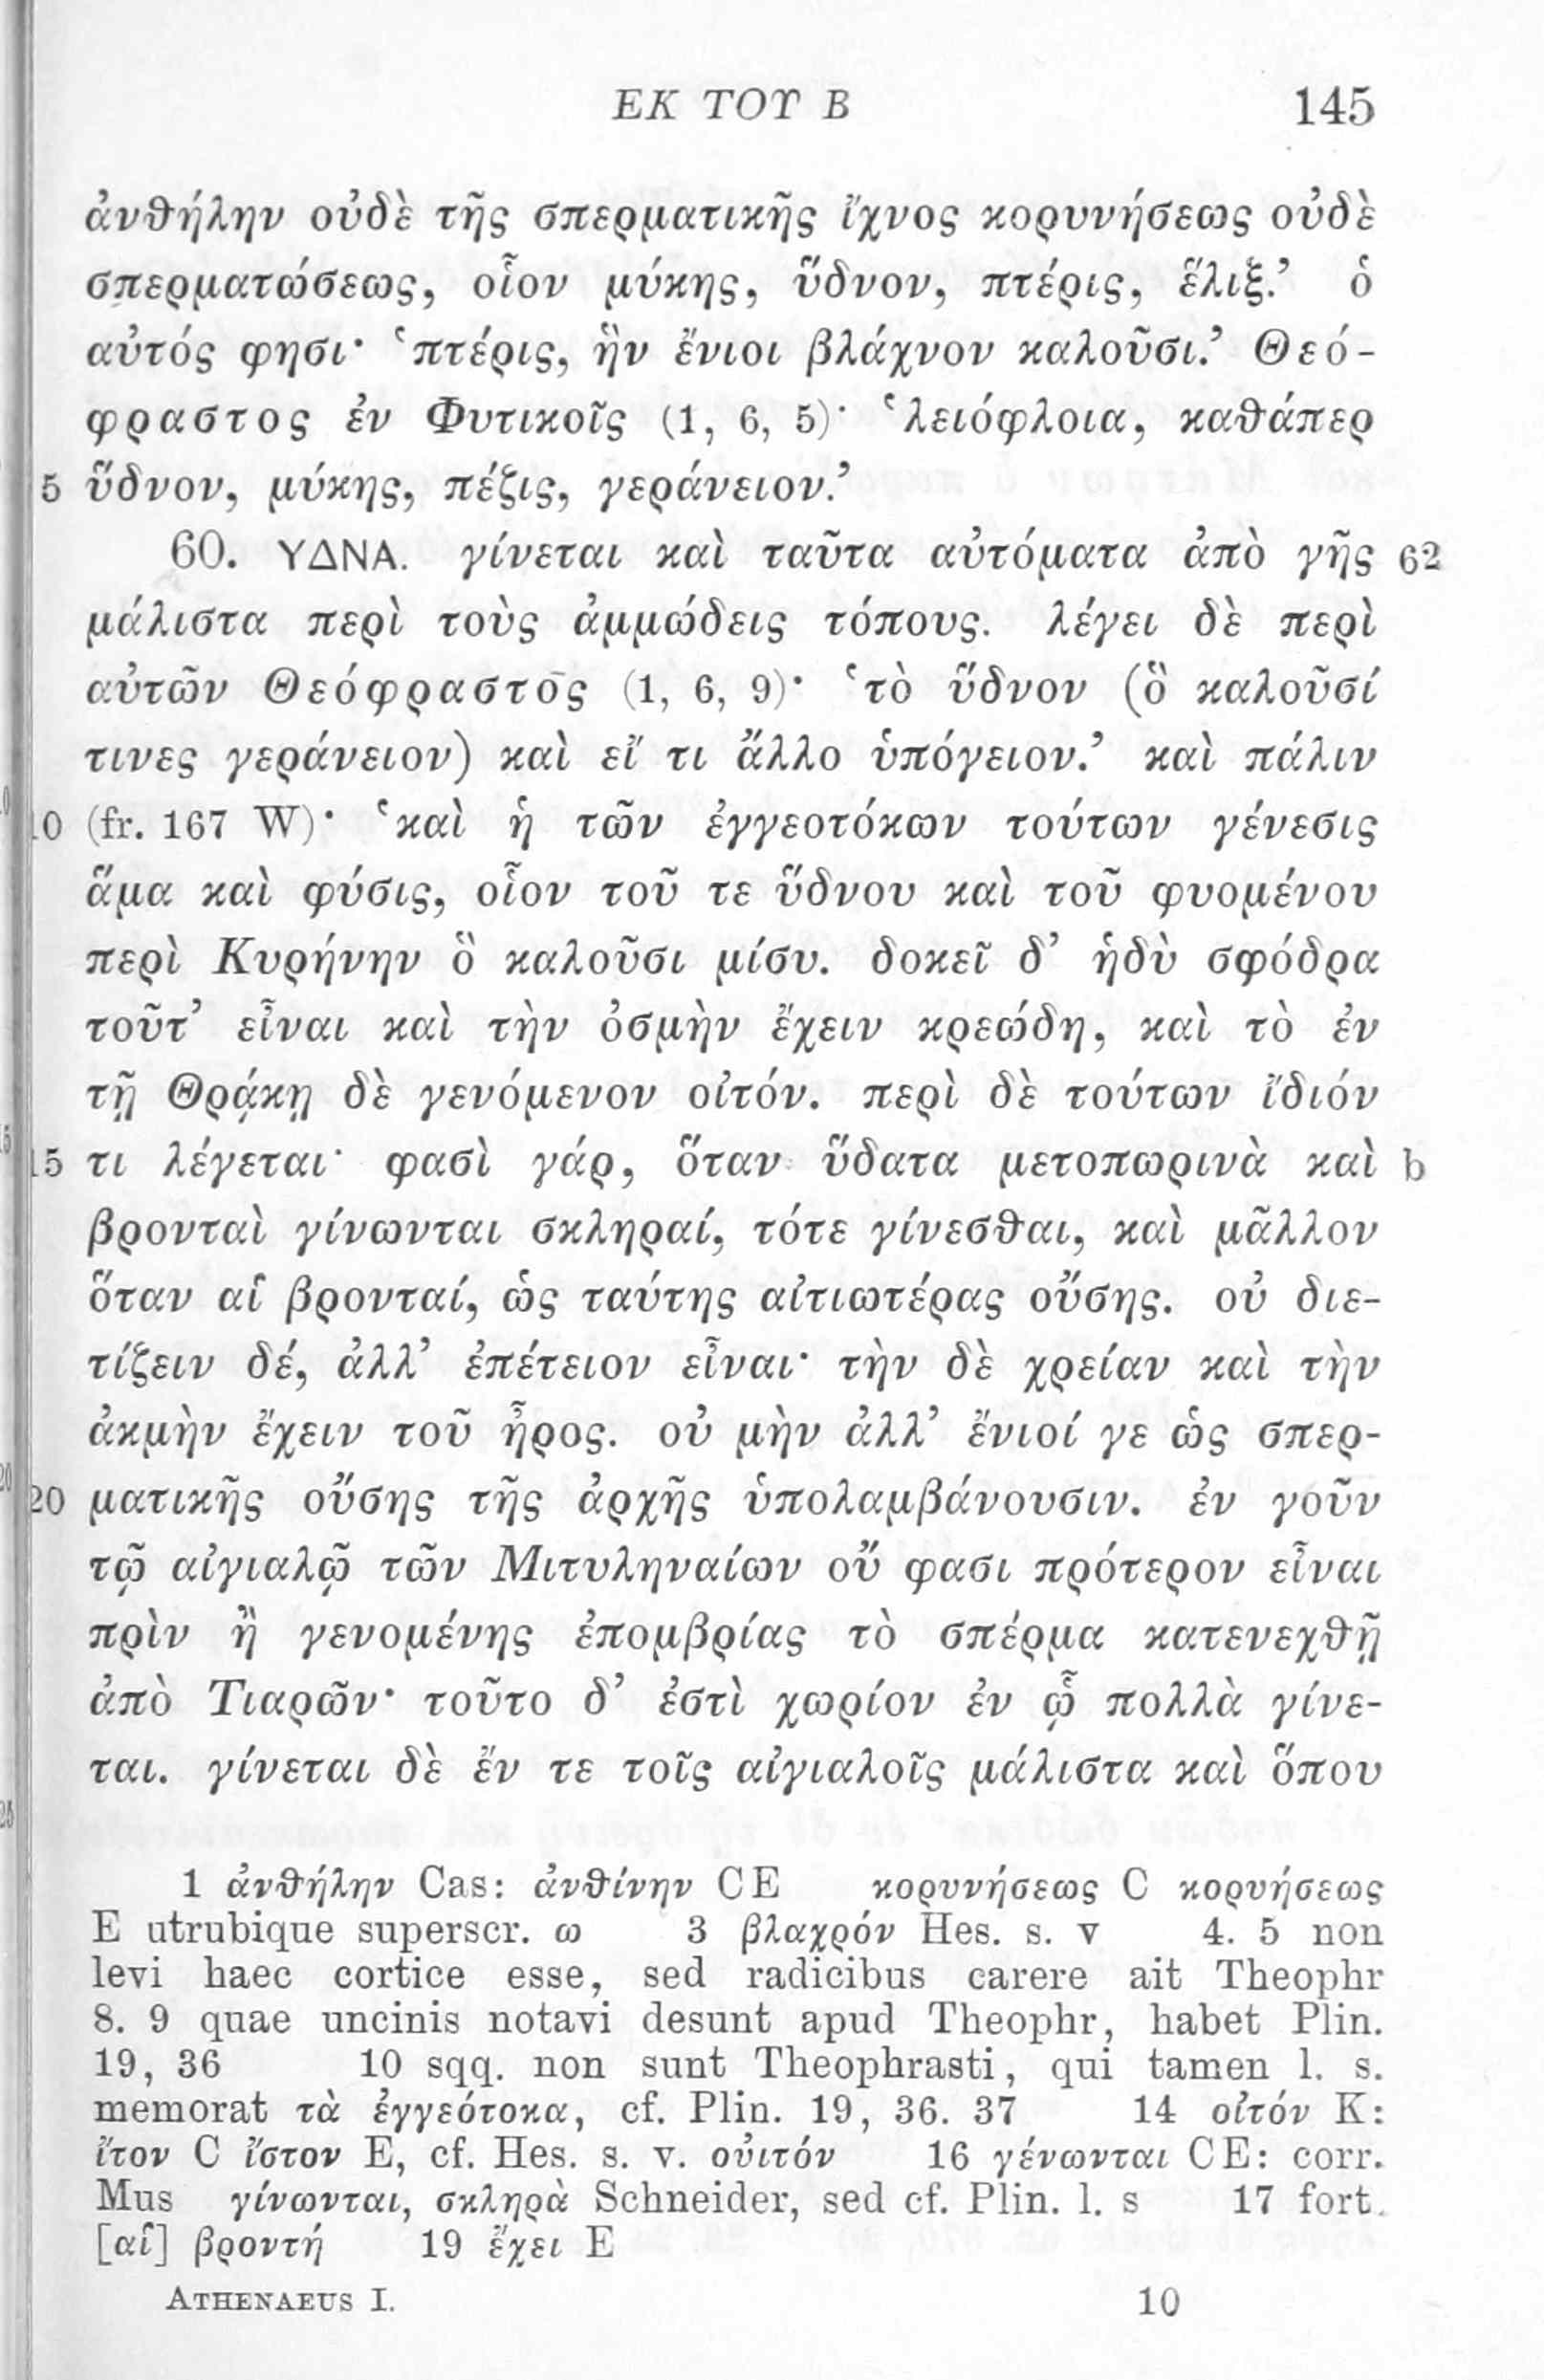 ΕΚ ΤΟΥ Β 145
ἀνθήλην οὐδὲ τῆς σπερματικῆς ἴχνος κορυνήσεως οὐδὲ
σπερματώσεως, οἷον μύκης, ὕδνον, πτέρις, ἕλιξ.’ ὁ
αὐτός φησι· ‘πτέρις, ἣν ἔνιοι βλάχνον καλοῦσι.’ Θεό-
φραστος ἐν Φυτικοῖς (1, 6, 5)· ‘λειόφλοια, καθάπερ
5 ὕδνον, μύκης, πέζις, γεράνειον.’
60. ΥΔΝΑ. γίνεται καὶ ταῦτα αὐτόματα ἀπὸ γῆς 62
μάλιστα περὶ τοὺς ἀμμώδεις τόπους. λέγει δὲ περὶ
αὐτῶν Θεόφραστος (1, 6, 9)· ‘τὸ ὕδνον (ὃ καλοῦσί
τινες γεράνειον) καὶ εἴ τι ἄλλο ὑπόγειον.’ καὶ πάλιν
10 (fr. 167 W)· ‘καὶ ἡ τῶν ἐγγεοτόκων τούτων γένεσις
ἅμα καὶ φύσις, οἷον τοῦ τε ὕδνου καὶ τοῦ φυομένου
περὶ Κυρήνην ὃ καλοῦσι μίσυ. δοκεῖ δ’ ἡδὺ σφόδρα
τοῦτ’ εἶναι καὶ τὴν ὀσμὴν ἔχειν κρεώδη, καὶ τὸ ἐν
τῇ Θρᾴκῃ δὲ γενόμενον οἰτόν. περὶ δὲ τούτων ἴδιόν
15 τι λέγεται· φασὶ γάρ, ὅταν ὕδατα μετοπωρινὰ καὶ b
βρονταὶ γίνωνται σκληραί, τότε γίνεσθαι, καὶ μᾶλλον
ὅταν αἱ βρονταί, ὡς ταύτης αἰτιωτέρας οὔσης. οὐ διε-
τίζειν δέ, ἀλλ’ ἐπέτειον εἶναι· τὴν δὲ χρείαν καὶ τὴν
ἀκμὴν ἔχειν τοῦ ἦρος. οὐ μὴν ἀλλ’ ἔνιοί γε ὡς σπερ-
20 ματικῆς οὔσης τῆς ἀρχῆς ὑπολαμβάνουσιν. ἐν γοῦν
τῷ αἰγιαλῷ τῶν Μιτυληναίων οὔ φασι πρότερον εἶναι
πρὶν ἢ γενομένης ἐπομβρίας τὸ σπέρμα κατενεχθῇ
ἀπὸ Τιαρῶν· τοῦτο δ’ ἐστὶ χωρίον ἐν ᾧ πολλὰ γίνε-
ται. γίνεται δὲ ἔν τε τοῖς αἰγιαλοῖς μάλιστα καὶ ὅπου
1 ἀνθήλην Cas: ἀνθίνην CE κορυνήσεως C κορυήσεως
E utrubique superscr. ω 3 βλαχρόν Hes. s. v 4. 5 non
levi haec cortice esse, sed radicibus carere ait Theophr
8. 9 quae uncinis notavi desunt apud Theophr, habet Plin.
19, 36 10 sqq. non sunt Theophrasti, qui tamen l. s.
memorat τὰ ἐγγεότοκα, cf. Plin. 19, 36. 37 14 οἰτόν K:
ἴτον C ἴστον E, cf. Hes. s. v. οὐιτόν 16 γένωνται CE: corr.
Mus γίνωνται, σκληρὰ Schneider, sed cf. Plin. l. s 17 fort.
[αἱ] βροντή 19 ἔχει E
ATHENAEUS I. 10